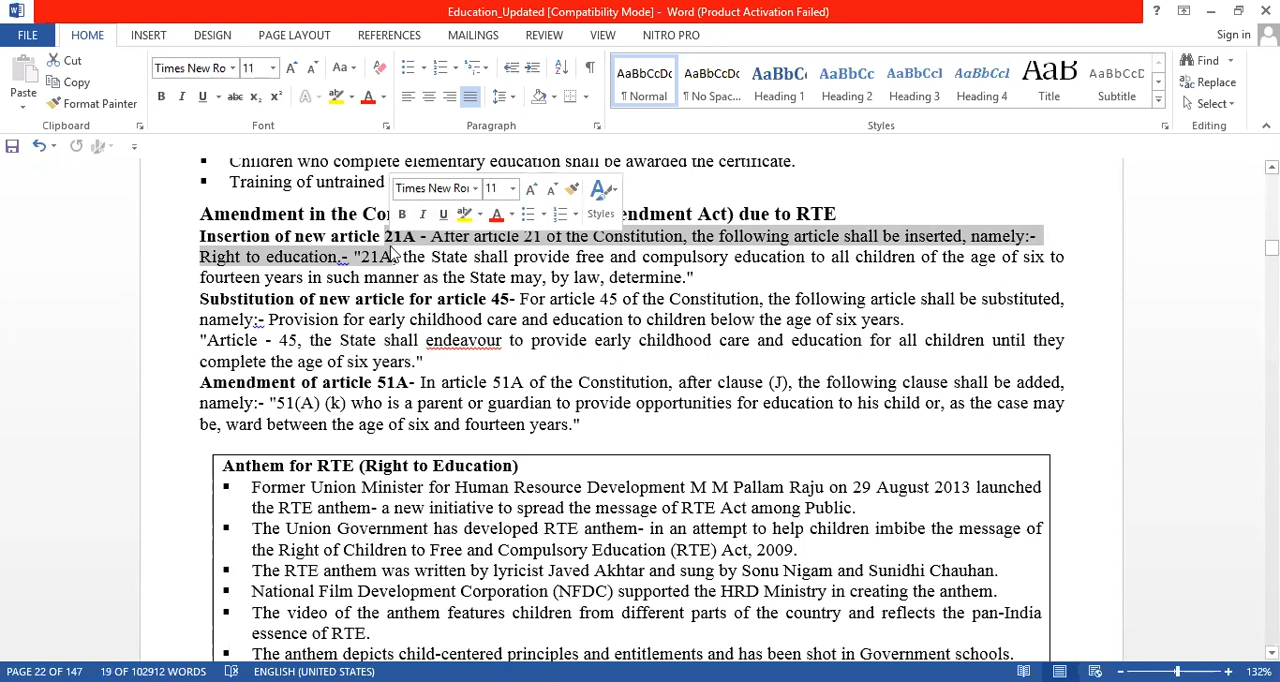 Education_Updated [Compatibility Mode] - Word (Product Activation Failed)
FILE HOME INSERT DESIGN PAGE LAYOUT REFERENCES MAILINGS REVIEW VIEW NITRO PRO Sign in
Paste
Cut
Copy
Format Painter
Clipboard
Times New Ro 11
Font
Paragraph
AaBbCcDc AaBbCcDc AaBbC AaBbCc AaBbCcI AaBbCcI AaB AaBbCcD
¶ Normal ¶ No Spac... Heading 1 Heading 2 Heading 3 Heading 4 Title Subtitle
Styles
Find
Replace
Select
Editing
▪ Children who complete elementary education shall be awarded the certificate.
▪ Training of untrained
Times New Roi 11
Styles
Amendment in the Co endment Act) due to RTE
Insertion of new article 21A - After article 21 of the Constitution, the following article shall be inserted, namely:-
Right to education.- "21A, the State shall provide free and compulsory education to all children of the age of six to
fourteen years in such manner as the State may, by law, determine."
Substitution of new article for article 45- For article 45 of the Constitution, the following article shall be substituted,
namely:- Provision for early childhood care and education to children below the age of six years.
"Article - 45, the State shall endeavour to provide early childhood care and education for all children until they
complete the age of six years."
Amendment of article 51A- In article 51A of the Constitution, after clause (J), the following clause shall be added,
namely:- "51(A) (k) who is a parent or guardian to provide opportunities for education to his child or, as the case may
be, ward between the age of six and fourteen years."
Anthem for RTE (Right to Education)
▪ Former Union Minister for Human Resource Development M M Pallam Raju on 29 August 2013 launched
the RTE anthem- a new initiative to spread the message of RTE Act among Public.
▪ The Union Government has developed RTE anthem- in an attempt to help children imbibe the message of
the Right of Children to Free and Compulsory Education (RTE) Act, 2009.
▪ The RTE anthem was written by lyricist Javed Akhtar and sung by Sonu Nigam and Sunidhi Chauhan.
▪ National Film Development Corporation (NFDC) supported the HRD Ministry in creating the anthem.
▪ The video of the anthem features children from different parts of the country and reflects the pan-India
essence of RTE.
▪ The anthem depicts child-centered principles and entitlements and has been shot in Government schools.
PAGE 22 OF 147 19 OF 102912 WORDS ENGLISH (UNITED STATES) 132%